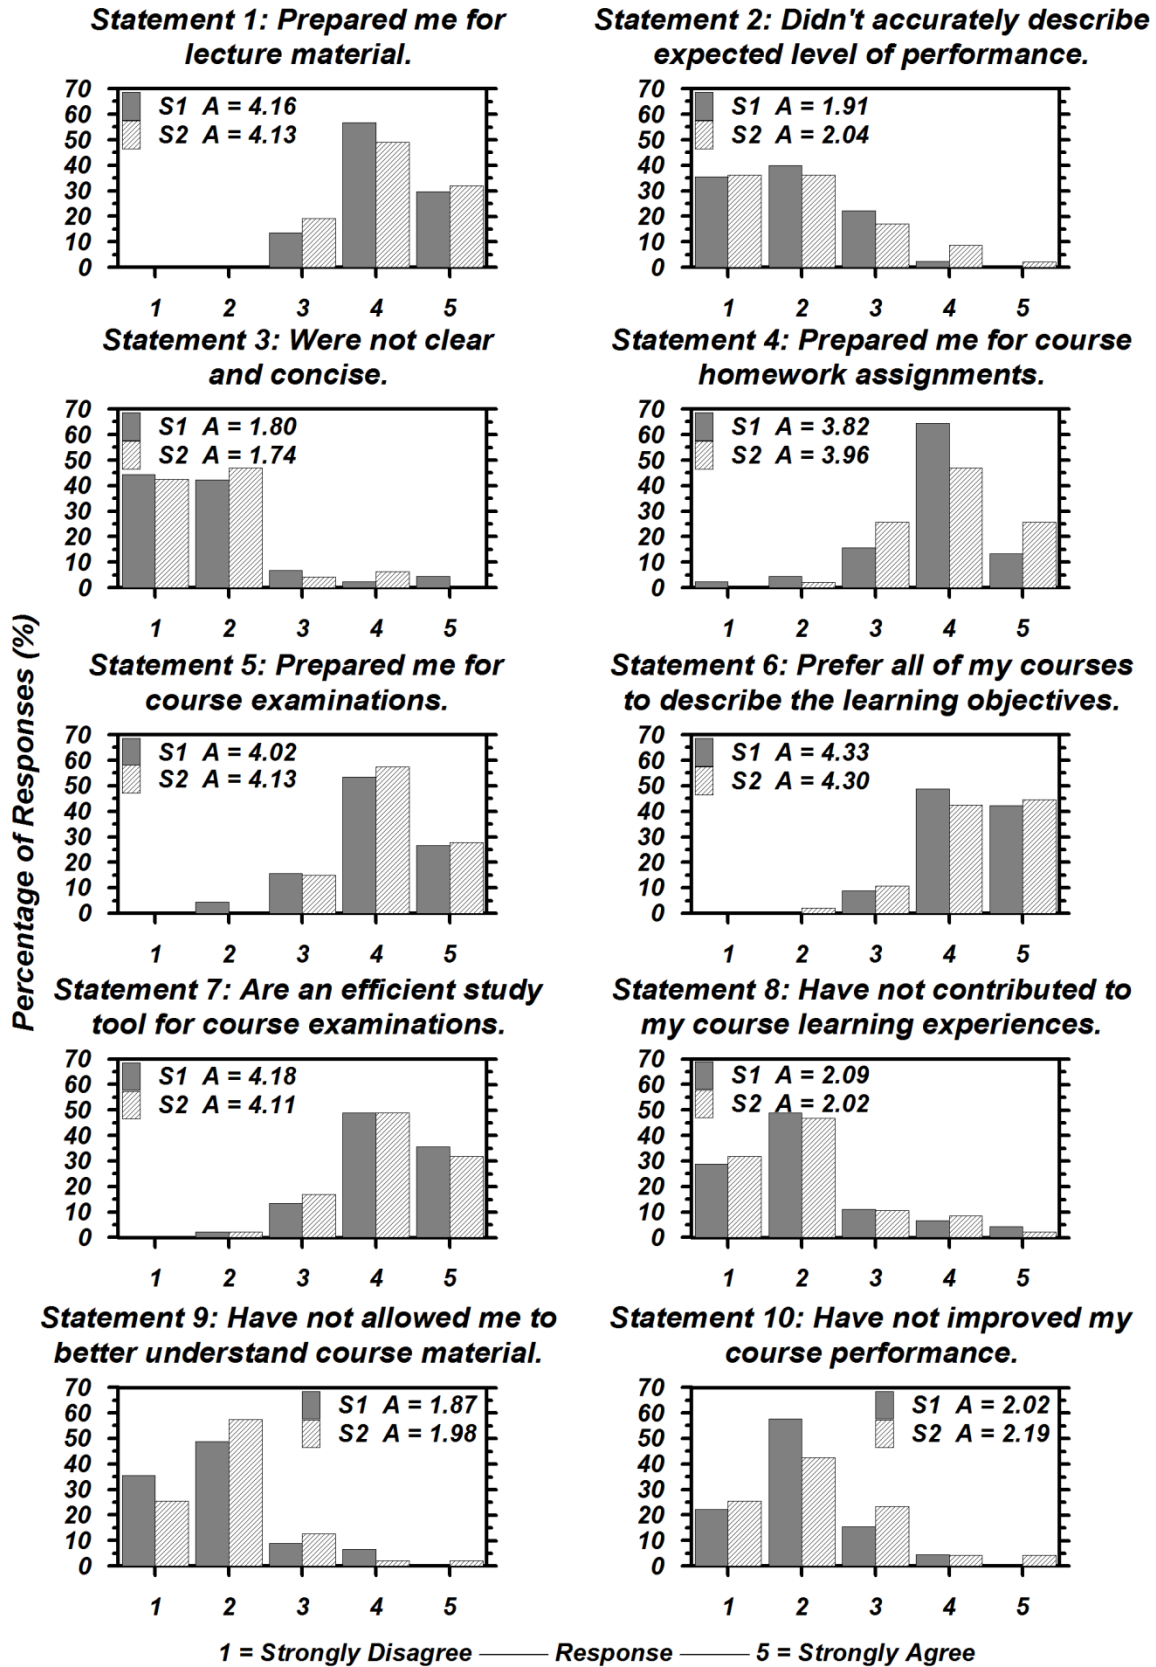 Statement 1: Prepared me for
lecture material.
70
60
50
40
30
20
10
0
S1 A = 4.16
S2 A = 4.13
1 2 3 4 5
Statement 2: Didn't accurately describe
expected level of performance.
70
60
50
40
30
20
10
0
S1 A = 1.91
S2 A = 2.04
1 2 3 4 5
Statement 3: Were not clear
and concise.
70
60
50
40
30
20
10
0
S1 A = 1.80
S2 A = 1.74
1 2 3 4 5
Statement 4: Prepared me for course
homework assignments.
70
60
50
40
30
20
10
0
S1 A = 3.82
S2 A = 3.96
1 2 3 4 5
Percentage of Responses (%)
Statement 5: Prepared me for
course examinations.
70
60
50
40
30
20
10
0
S1 A = 4.02
S2 A = 4.13
1 2 3 4 5
Statement 6: Prefer all of my courses
to describe the learning objectives.
70
60
50
40
30
20
10
0
S1 A = 4.33
S2 A = 4.30
1 2 3 4 5
Statement 7: Are an efficient study
tool for course examinations.
70
60
50
40
30
20
10
0
S1 A = 4.18
S2 A = 4.11
1 2 3 4 5
Statement 8: Have not contributed to
my course learning experiences.
70
60
50
40
30
20
10
0
S1 A = 2.09
S2 A = 2.02
1 2 3 4 5
Statement 9: Have not allowed me to
better understand course material.
70
60
50
40
30
20
10
0
S1 A = 1.87
S2 A = 1.98
1 2 3 4 5
Statement 10: Have not improved my
course performance.
70
60
50
40
30
20
10
0
S1 A = 2.02
S2 A = 2.19
1 2 3 4 5
1 = Strongly Disagree —— Response —— 5 = Strongly Agree